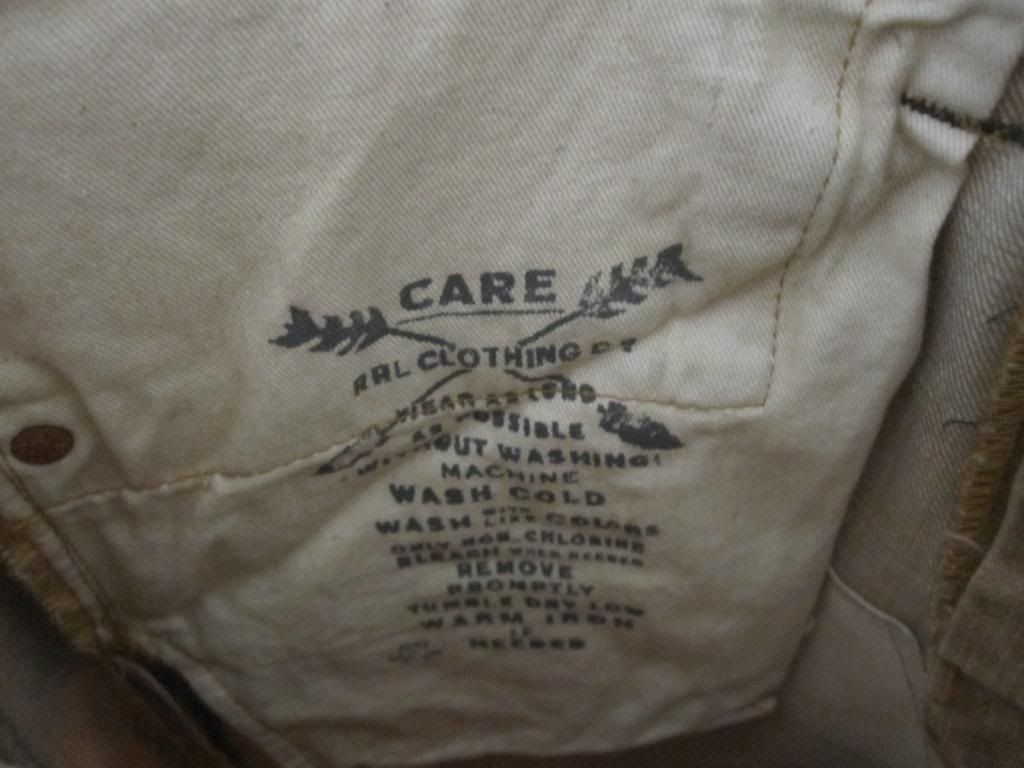 CARE
RRL CLOTHING CY
WEAR AS LONG
AS POSSIBLE
WITHOUT WASHING!
MACHINE
WASH COLD
WITH
WASH LIKE COLORS
ONLY NON-CHLORINE
BLEACH WHEN NEEDED
REMOVE
PROMPTLY
TUMBLE DRY LOW
WARM IRON
IF
NEEDED